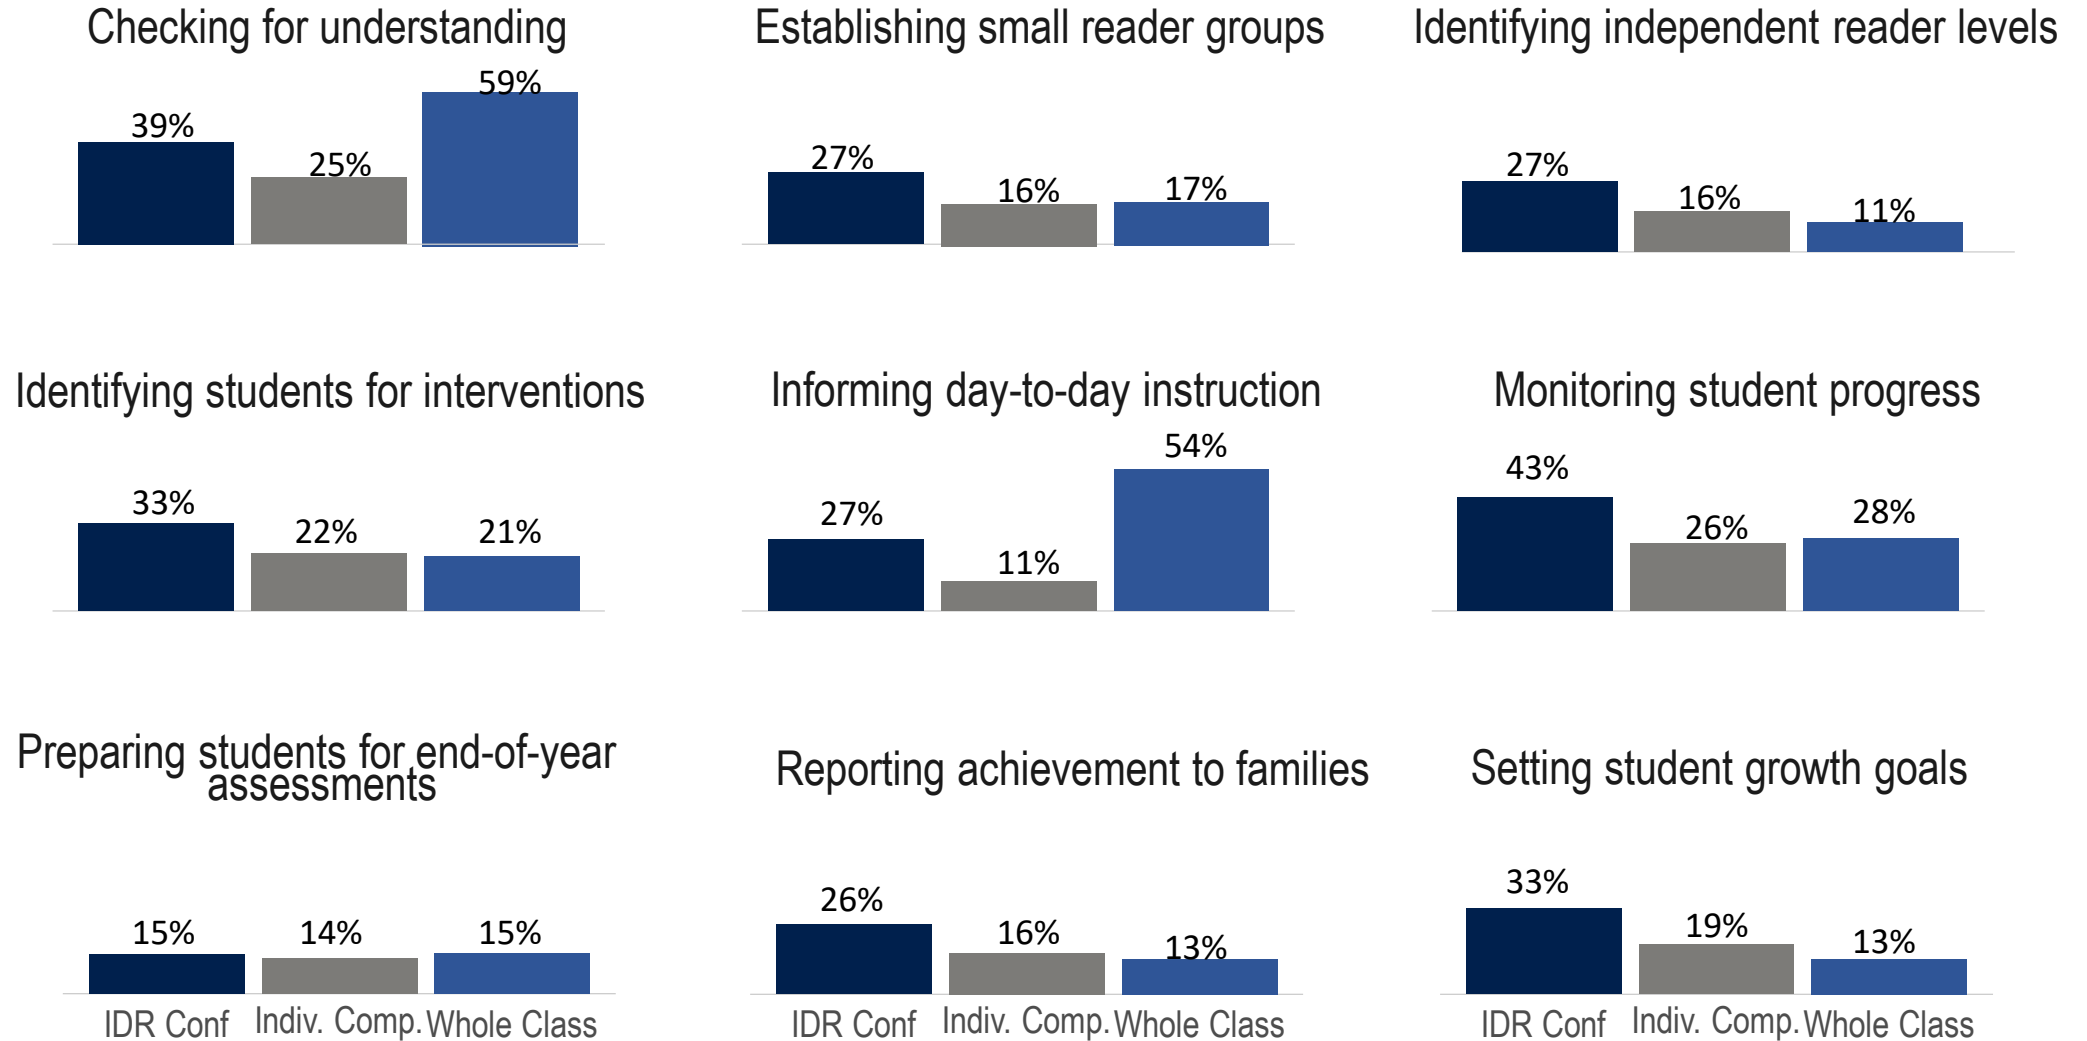 Checking for understanding
59%
39%
25%
Establishing small reader groups
27%
16%
17%
Identifying independent reader levels
27%
16%
11%
Identifying students for interventions
33%
22%
21%
Informing day-to-day instruction
54%
27%
11%
Monitoring student progress
43%
26%
28%
Preparing students for end-of-year
assessments
15%
14%
15%
IDR Conf
Indiv. Comp.
Whole Class
Reporting achievement to families
26%
16%
13%
IDR Conf
Indiv. Comp.
Whole Class
Setting student growth goals
33%
19%
13%
IDR Conf
Indiv. Comp.
Whole Class